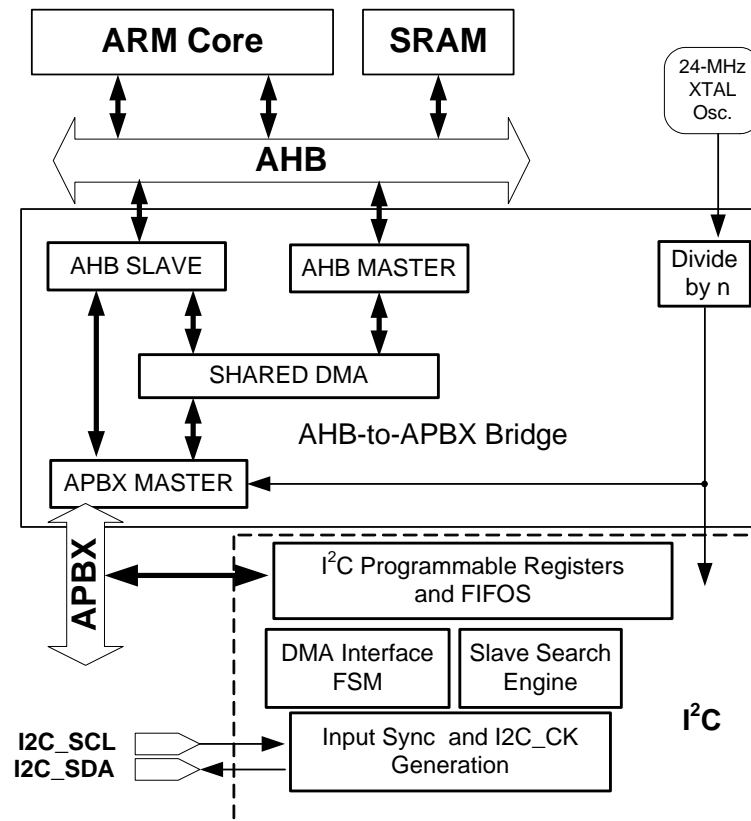 ARM Core
SRAM
24-MHz
XTAL
Osc.
AHB
AHB SLAVE
AHB MASTER
Divide
by n
SHARED DMA
AHB-to-APBX Bridge
APBX MASTER
APBX
I²C Programmable Registers
and FIFOS
DMA Interface
FSM
Slave Search
Engine
I²C
I2C_SCL
I2C_SDA
Input Sync and I2C_CK
Generation